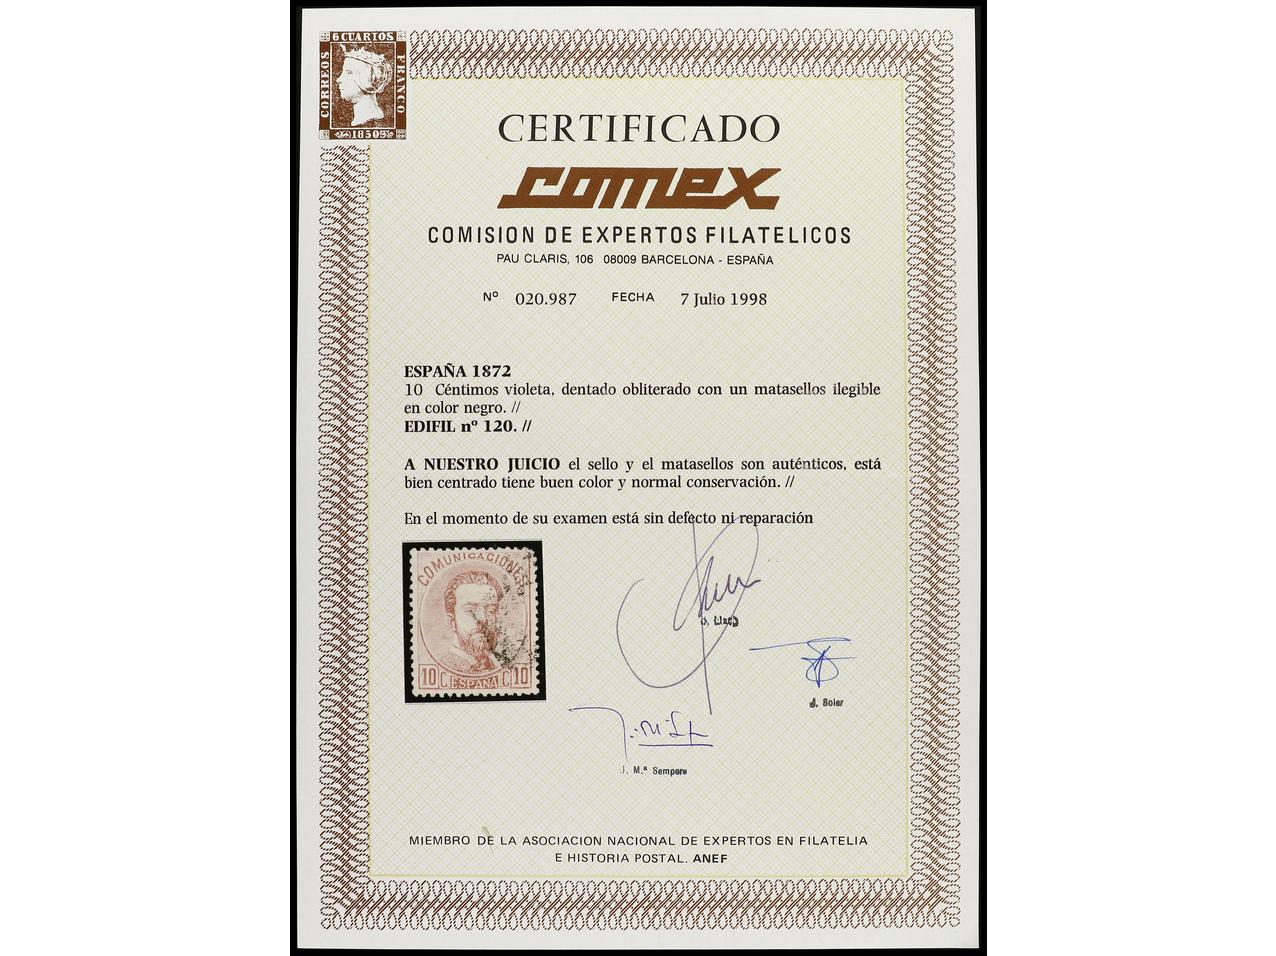 6 CUARTOS
CORREOS
FRANCO
1850
CERTIFICADO
comex
COMISION DE EXPERTOS FILATELICOS
PAU CLARIS, 106 08009 BARCELONA - ESPAÑA
Nº 020.987 FECHA 7 Julio 1998
ESPAÑA 1872
10 Céntimos violeta, dentado obliterado con un matasellos ilegible
en color negro. //
EDIFIL nº 120. //
A NUESTRO JUICIO el sello y el matasellos son auténticos, está
bien centrado tiene buen color y normal conservación. //
En el momento de su examen está sin defecto ni reparación
COMUNICACIONES
10 C. ESPAÑA C. 10
J. Soler
J. M.ª Sempere
MIEMBRO DE LA ASOCIACION NACIONAL DE EXPERTOS EN FILATELIA
E HISTORIA POSTAL. ANEF